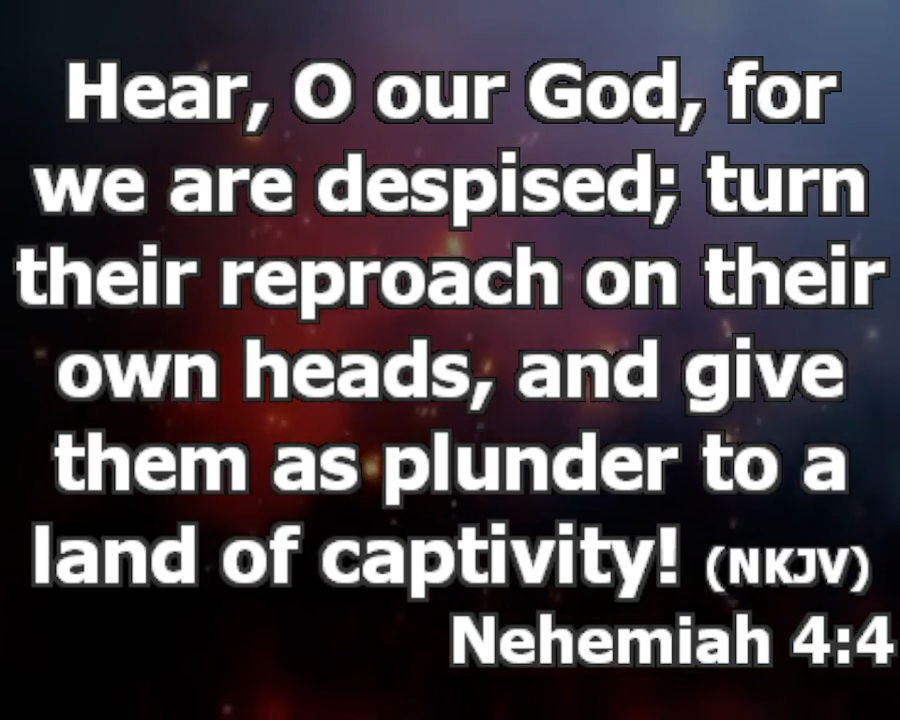 Hear, O our God, for
we are despised; turn
their reproach on their
own heads, and give
them as plunder to a
land of captivity! (NKJV)
Nehemiah 4:4